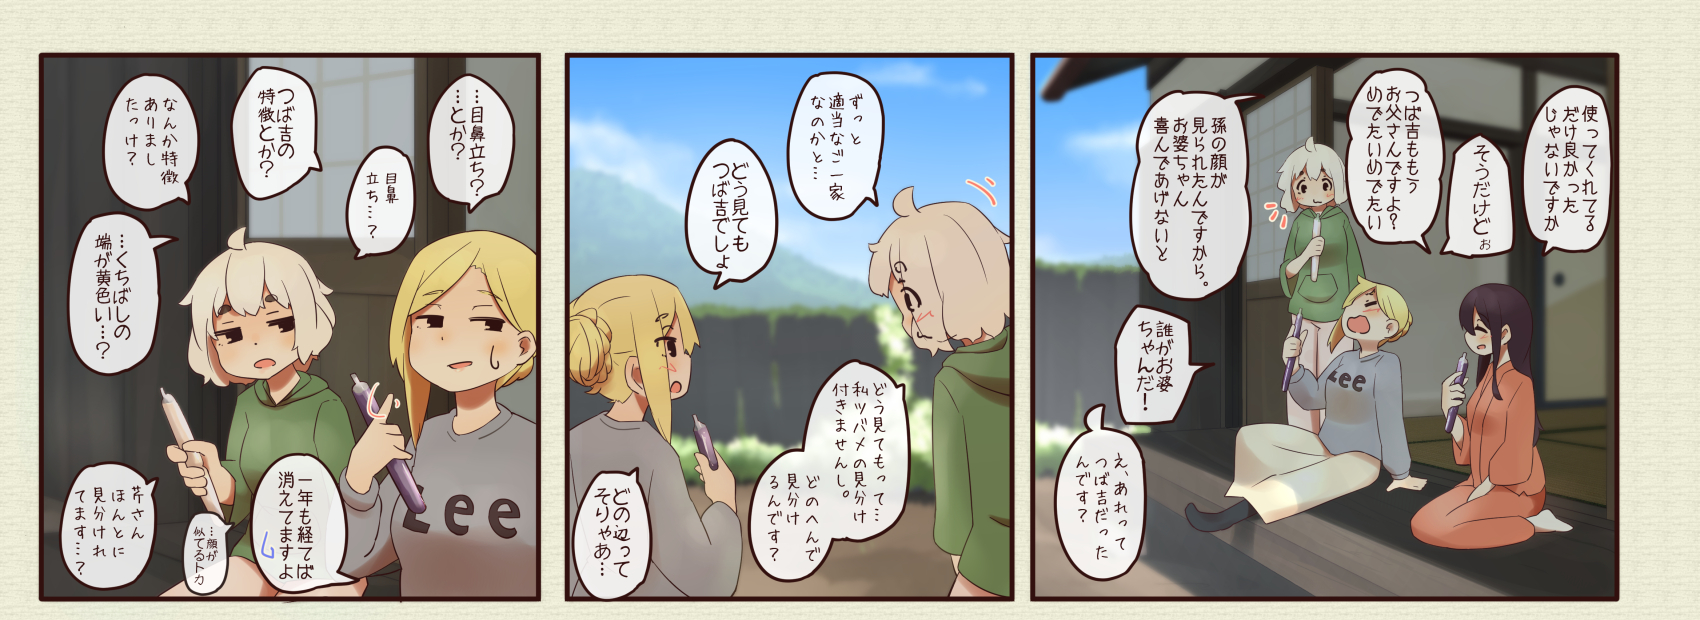 使ってくれてる
だけ良かった
じゃないですか
そうだけどぉ
つば吉ももう
お父さんですよ？
めでたいめでたい
孫の顔が
見られたんですから。
お婆ちゃん
喜んであげないと
誰がお婆
ちゃんだ！
え、あれって
つば吉だった
んです？
Lee
ずっと
適当なご一家
なのかと…
どう見ても
つば吉でしょ
どう見てもって…
私ツバメの見分け
付きませんし。
どのへんで
見分け
るんです？
どの辺って
そりゃあ…
…目鼻立ち？
…とか？
目鼻
立ち…？
つば吉の
特徴とか？
なんか特徴
ありまし
たっけ？
…くちばしの
端が黄色い…？
一年も経てば
消えてますよ
…顔が
似てるトカ
芹さん
ほんとに
見分けれ
てます…？
Lee